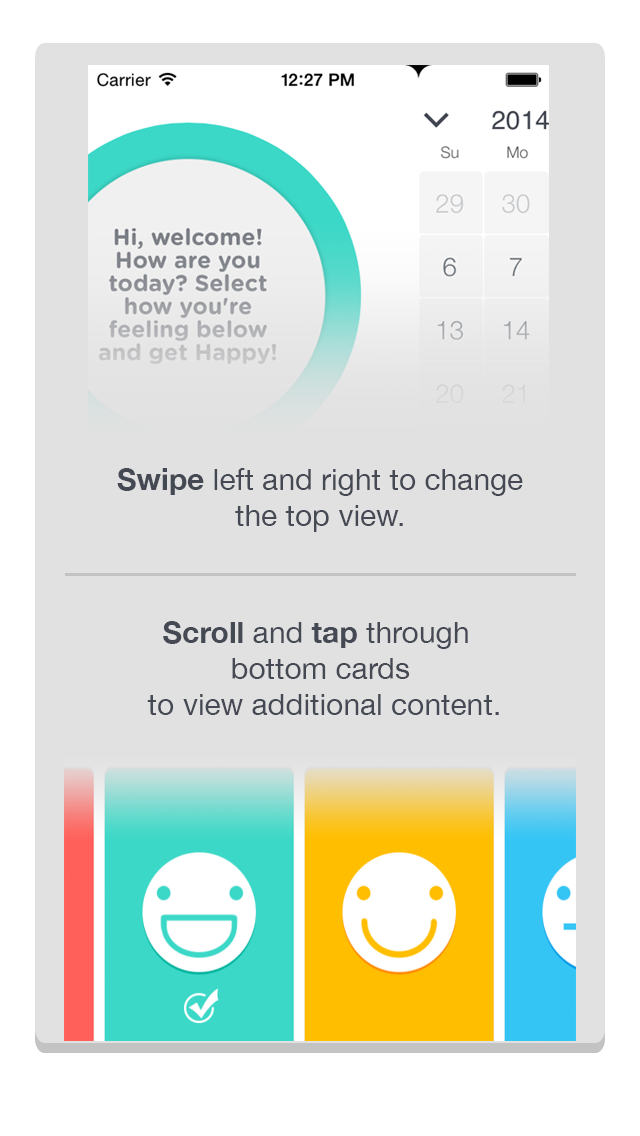 Carrier 12:27 PM
2014
Su Mo
29 30
6 7
13 14
20 21
Hi, welcome!
How are you
today? Select
how you're
feeling below
and get Happy!
Swipe left and right to change
the top view.
Scroll and tap through
bottom cards
to view additional content.